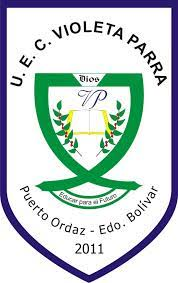 U. E. C. VIOLETA PARRA
Dios
VP
Educar para el Futuro
Puerto Ordaz - Edo. Bolívar
2011